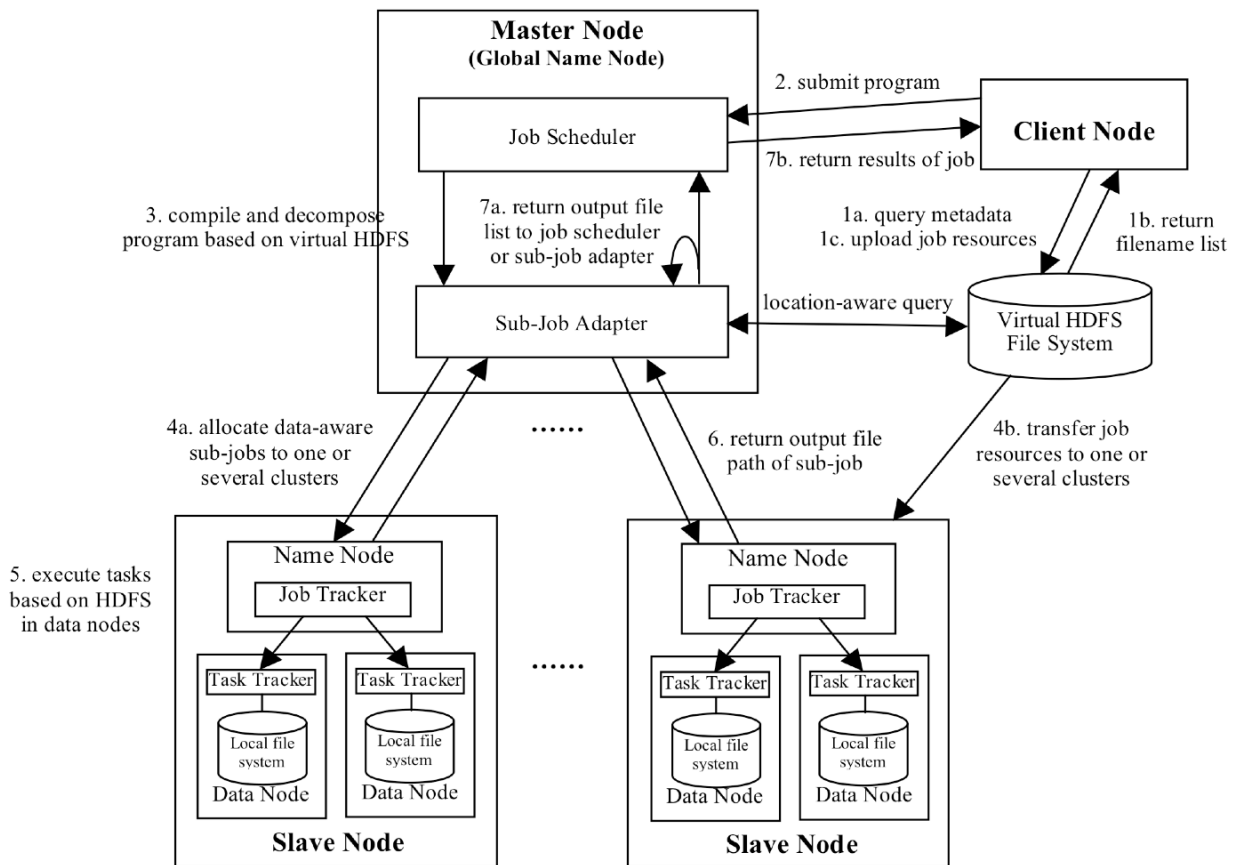 Master Node
(Global Name Node)
2. submit program
Job Scheduler
Client Node
7b. return results of job
3. compile and decompose
program based on virtual HDFS
7a. return output file
list to job scheduler
or sub-job adapter
1a. query metadata
1c. upload job resources
1b. return
filename list
Sub-Job Adapter
location-aware query
Virtual HDFS
File System
4a. allocate data-aware
sub-jobs to one or
several clusters
......
6. return output file
path of sub-job
4b. transfer job
resources to one or
several clusters
5. execute tasks
based on HDFS
in data nodes
Name Node
Job Tracker
Task Tracker
Local file
system
Data Node
Task Tracker
Local file
system
Data Node
Slave Node
......
Name Node
Job Tracker
Task Tracker
Local file
system
Data Node
Task Tracker
Local file
system
Data Node
Slave Node